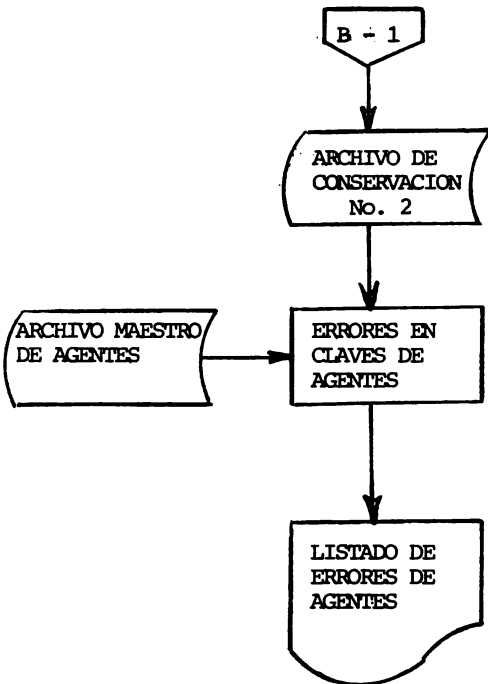 B - 1
ARCHIVO DE
CONSERVACION
No. 2
ARCHIVO MAESTRO
DE AGENTES
ERRORES EN
CLAVES DE
AGENTES
LISTADO DE
ERRORES DE
AGENTES